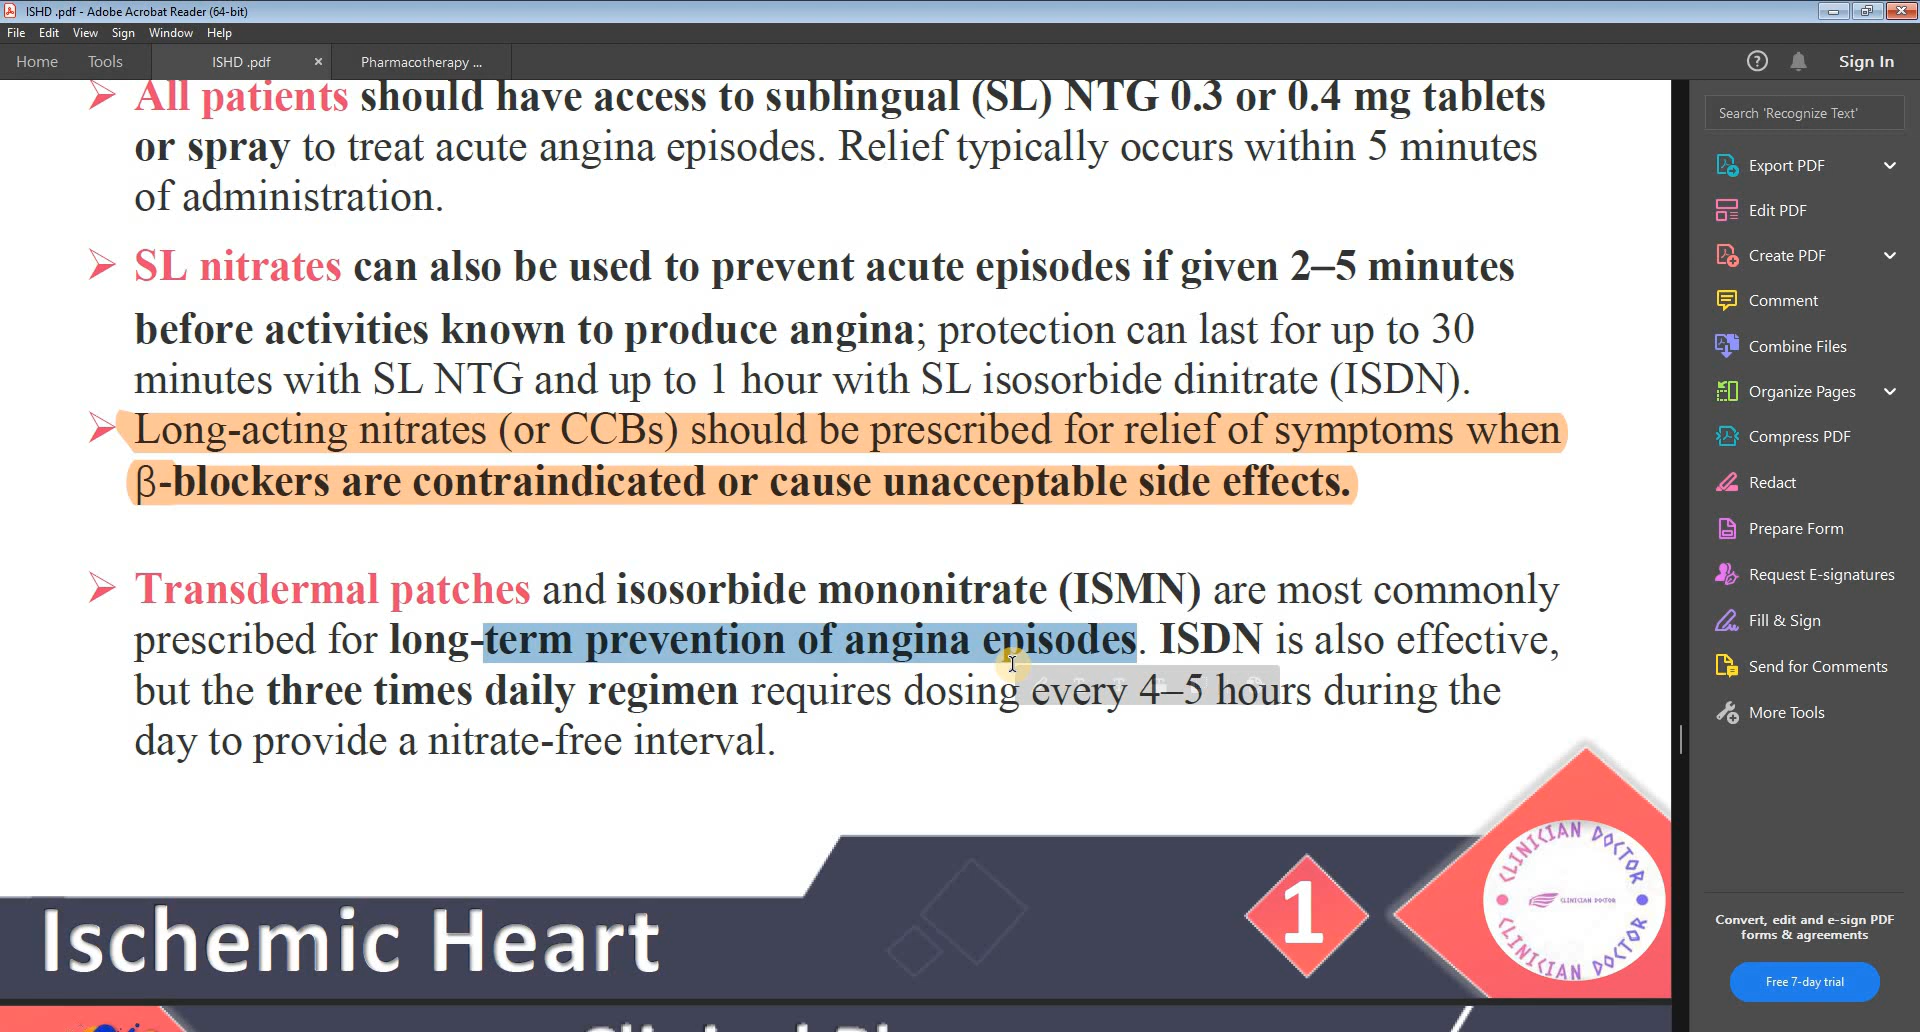 ISHD .pdf - Adobe Acrobat Reader (64-bit)
File Edit View Sign Window Help
Home Tools ISHD .pdf × Pharmacotherapy ... Sign In
➢ All patients should have access to sublingual (SL) NTG 0.3 or 0.4 mg tablets
or spray to treat acute angina episodes. Relief typically occurs within 5 minutes
of administration.
➢ SL nitrates can also be used to prevent acute episodes if given 2–5 minutes
before activities known to produce angina; protection can last for up to 30
minutes with SL NTG and up to 1 hour with SL isosorbide dinitrate (ISDN).
➢ Long-acting nitrates (or CCBs) should be prescribed for relief of symptoms when
β-blockers are contraindicated or cause unacceptable side effects.
➢ Transdermal patches and isosorbide mononitrate (ISMN) are most commonly
prescribed for long-term prevention of angina episodes. ISDN is also effective,
but the three times daily regimen requires dosing every 4–5 hours during the
day to provide a nitrate-free interval.
Ischemic Heart
1
CLINICIAN DOCTOR
CLINICIAN DOCTOR
CLINICIAN DOCTOR
Search 'Recognize Text'
Export PDF
Edit PDF
Create PDF
Comment
Combine Files
Organize Pages
Compress PDF
Redact
Prepare Form
Request E-signatures
Fill & Sign
Send for Comments
More Tools
Convert, edit and e-sign PDF
forms & agreements
Free 7-day trial